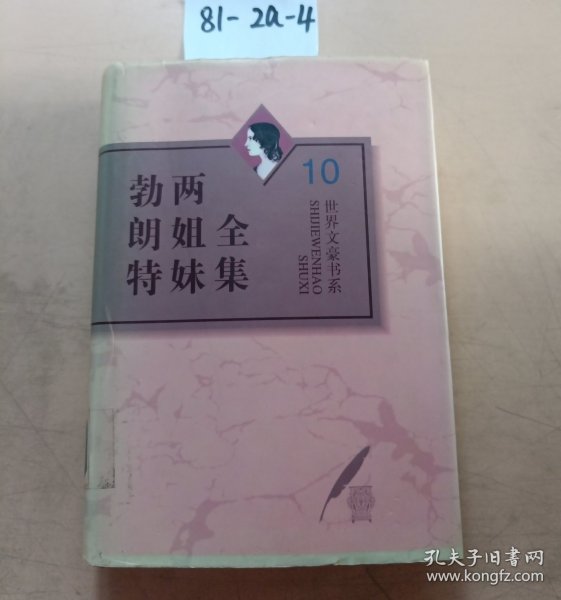 81-2a-4
10
勃朗特
两姐妹
全集
世界文豪书系
SHIJIEWENHAO
SHUXI
孔夫子旧书网
www.kongfz.com